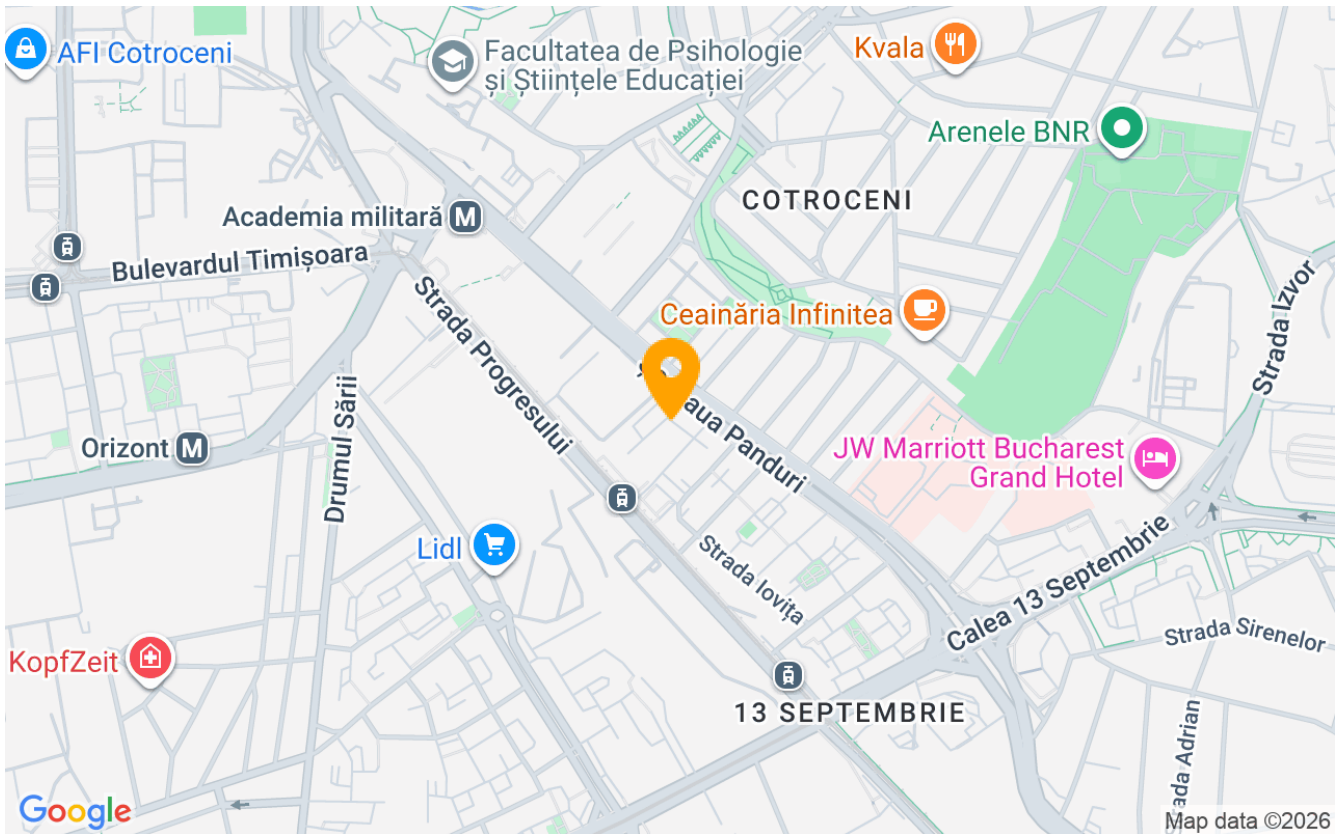 AFI Cotroceni
Facultatea de Psihologie
și Științele Educației
Kvala
Arenele BNR
COTROCENI
Academia militară
M
Bulevardul Timișoara
Strada Izvor
Ceainăria Infinitea
Strada Progresului
Panduri
Drumul Sării
Orizont
M
JW Marriott Bucharest
Grand Hotel
Lidl
Strada Iovița
Calea 13 Septembrie
Strada Sirenelor
KopfZeit
13 SEPTEMBRIE
Adrian
Google
Map data ©2026